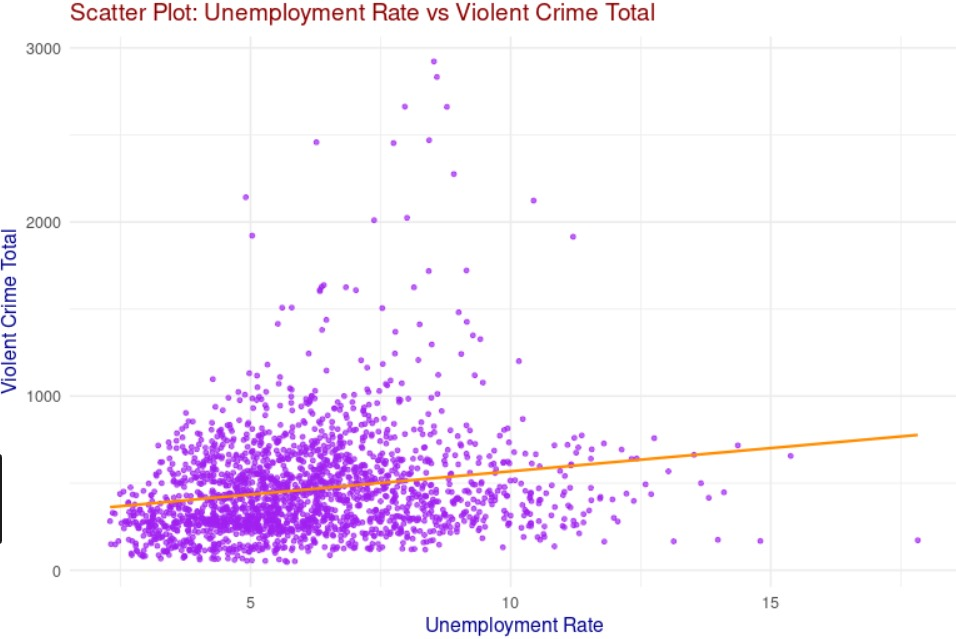 Scatter Plot: Unemployment Rate vs Violent Crime Total
3000
2000
1000
0
Violent Crime Total
5 10 15
Unemployment Rate